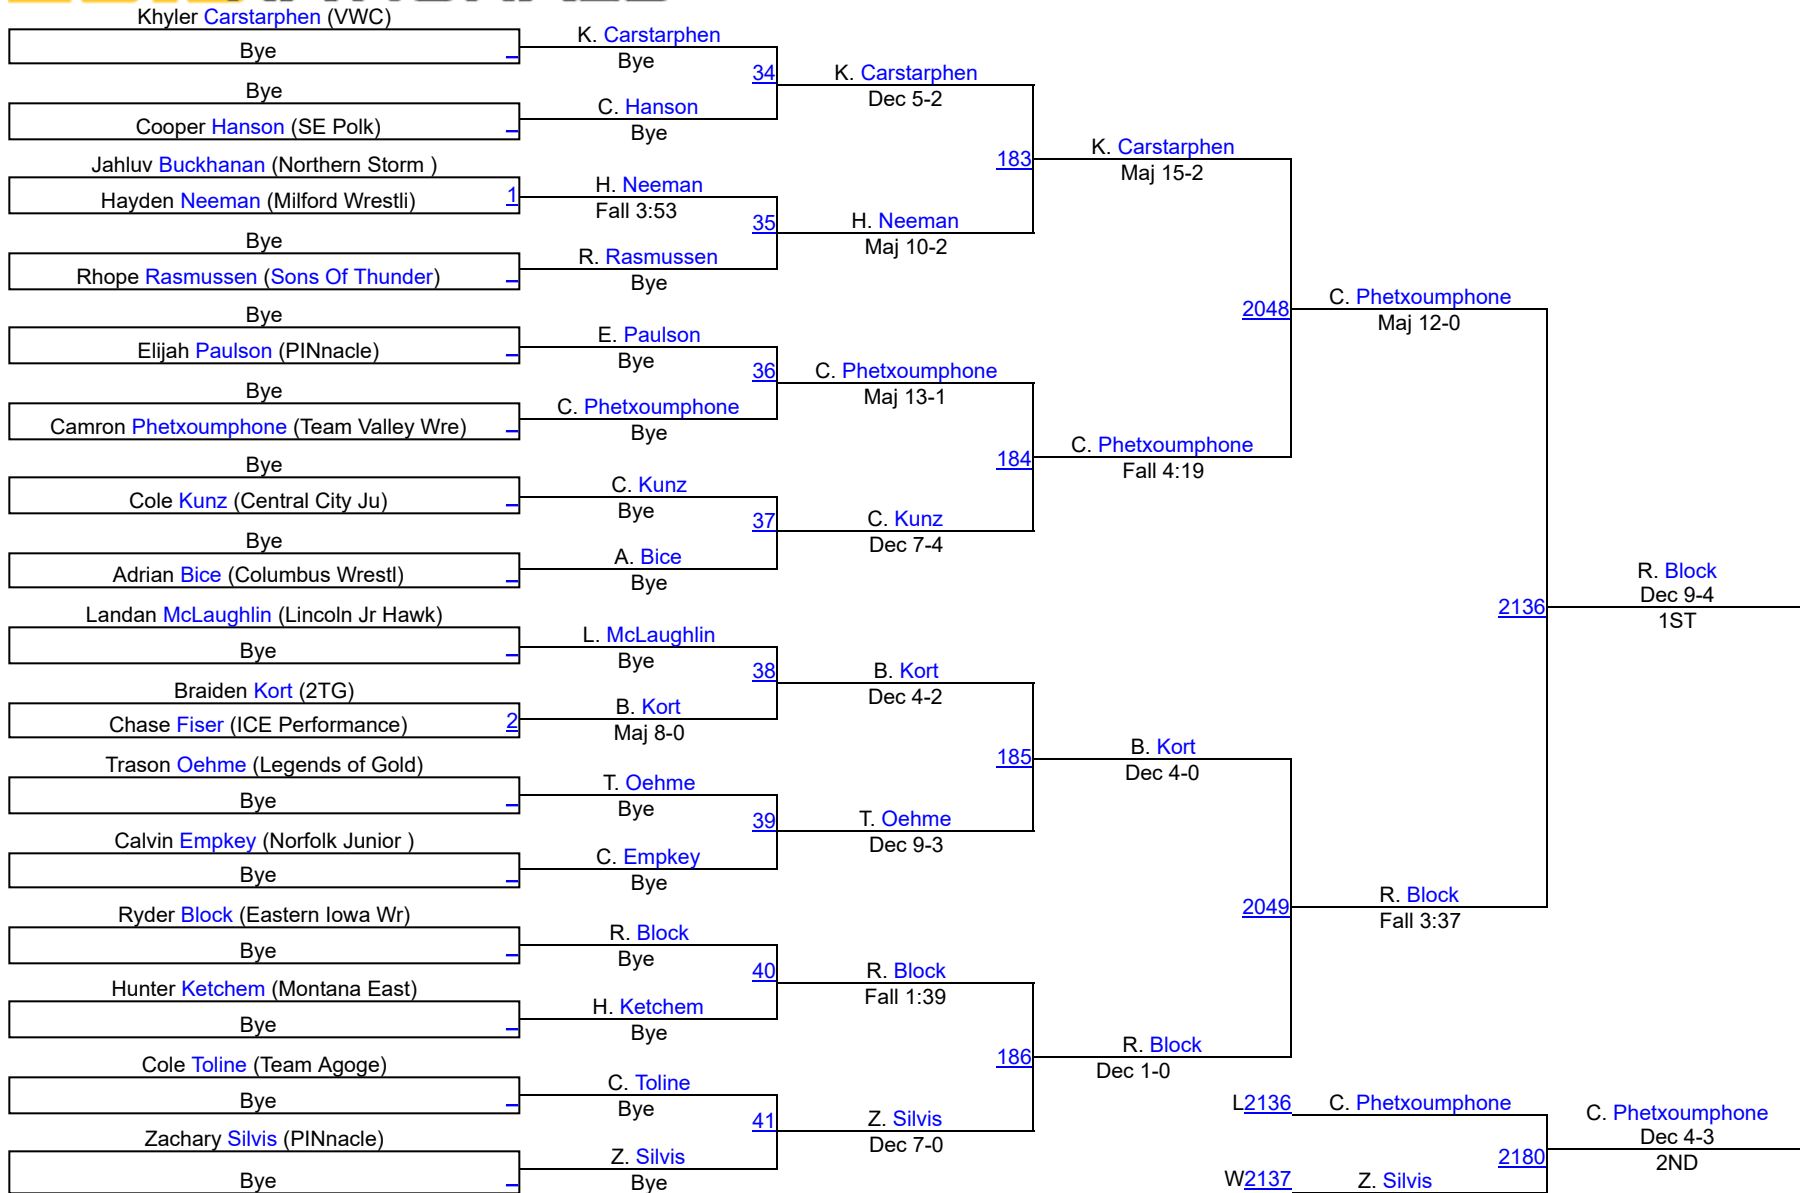 Khyler Carstarphen (VWC)
Bye
Bye
Cooper Hanson (SE Polk)
Jahluv Buckhanan (Northern Storm )
Hayden Neeman (Milford Wrestli)
1
Bye
Rhope Rasmussen (Sons Of Thunder)
Bye
Elijah Paulson (PINnacle)
Bye
Camron Phetxoumphone (Team Valley Wre)
Bye
Cole Kunz (Central City Ju)
Bye
Adrian Bice (Columbus Wrestl)
Landan McLaughlin (Lincoln Jr Hawk)
Bye
Braiden Kort (2TG)
Chase Fiser (ICE Performance)
2
Trason Oehme (Legends of Gold)
Bye
Calvin Empkey (Norfolk Junior )
Bye
Ryder Block (Eastern Iowa Wr)
Bye
Hunter Ketchem (Montana East)
Bye
Cole Toline (Team Agoge)
Bye
Zachary Silvis (PINnacle)
Bye
K. Carstarphen
Bye
34
C. Hanson
Bye
H. Neeman
Fall 3:53
35
R. Rasmussen
Bye
E. Paulson
Bye
36
C. Phetxoumphone
Bye
C. Kunz
Bye
37
A. Bice
Bye
L. McLaughlin
Bye
38
B. Kort
Maj 8-0
T. Oehme
Bye
39
C. Empkey
Bye
R. Block
Bye
40
H. Ketchem
Bye
C. Toline
Bye
41
Z. Silvis
Bye
K. Carstarphen
Dec 5-2
183
H. Neeman
Maj 10-2
C. Phetxoumphone
Maj 13-1
184
C. Kunz
Dec 7-4
B. Kort
Dec 4-2
185
T. Oehme
Dec 9-3
R. Block
Fall 1:39
186
Z. Silvis
Dec 7-0
K. Carstarphen
Maj 15-2
2048
C. Phetxoumphone
Fall 4:19
B. Kort
Dec 4-0
2049
R. Block
Dec 1-0
C. Phetxoumphone
Maj 12-0
2136
R. Block
Fall 3:37
R. Block
Dec 9-4
1ST
L2136
C. Phetxoumphone
2180
W2137
Z. Silvis
C. Phetxoumphone
Dec 4-3
2ND